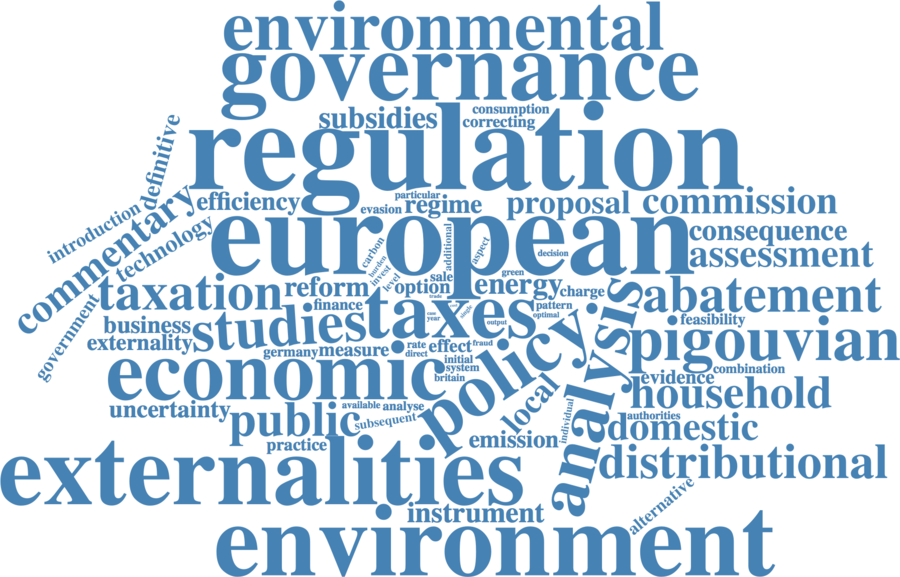 environmental
governance
subsidies
consumption
correcting
regulation
definitive
introduction
commentary
technology
government
efficiency
particular
evasion
regime
proposal
commission
european
consequence
assessment
carbon
burden
invest
level
additional
aspect
decision
taxation
reform
option
sale
green
energy
charge
abatement
finance
trade
taxes
case
year
cost
single
output
pattern
optimal
feasibility
business
externality
studies
germany
measure
rate
direct
effect
fraud
initial
system
britain
policy
analysis
pigouvian
combination
evidence
household
economic
uncertainty
public
available
analyse
subsequent
practice
local
emission
individual
authorities
domestic
distributional
externalities
instrument
alternative
environment